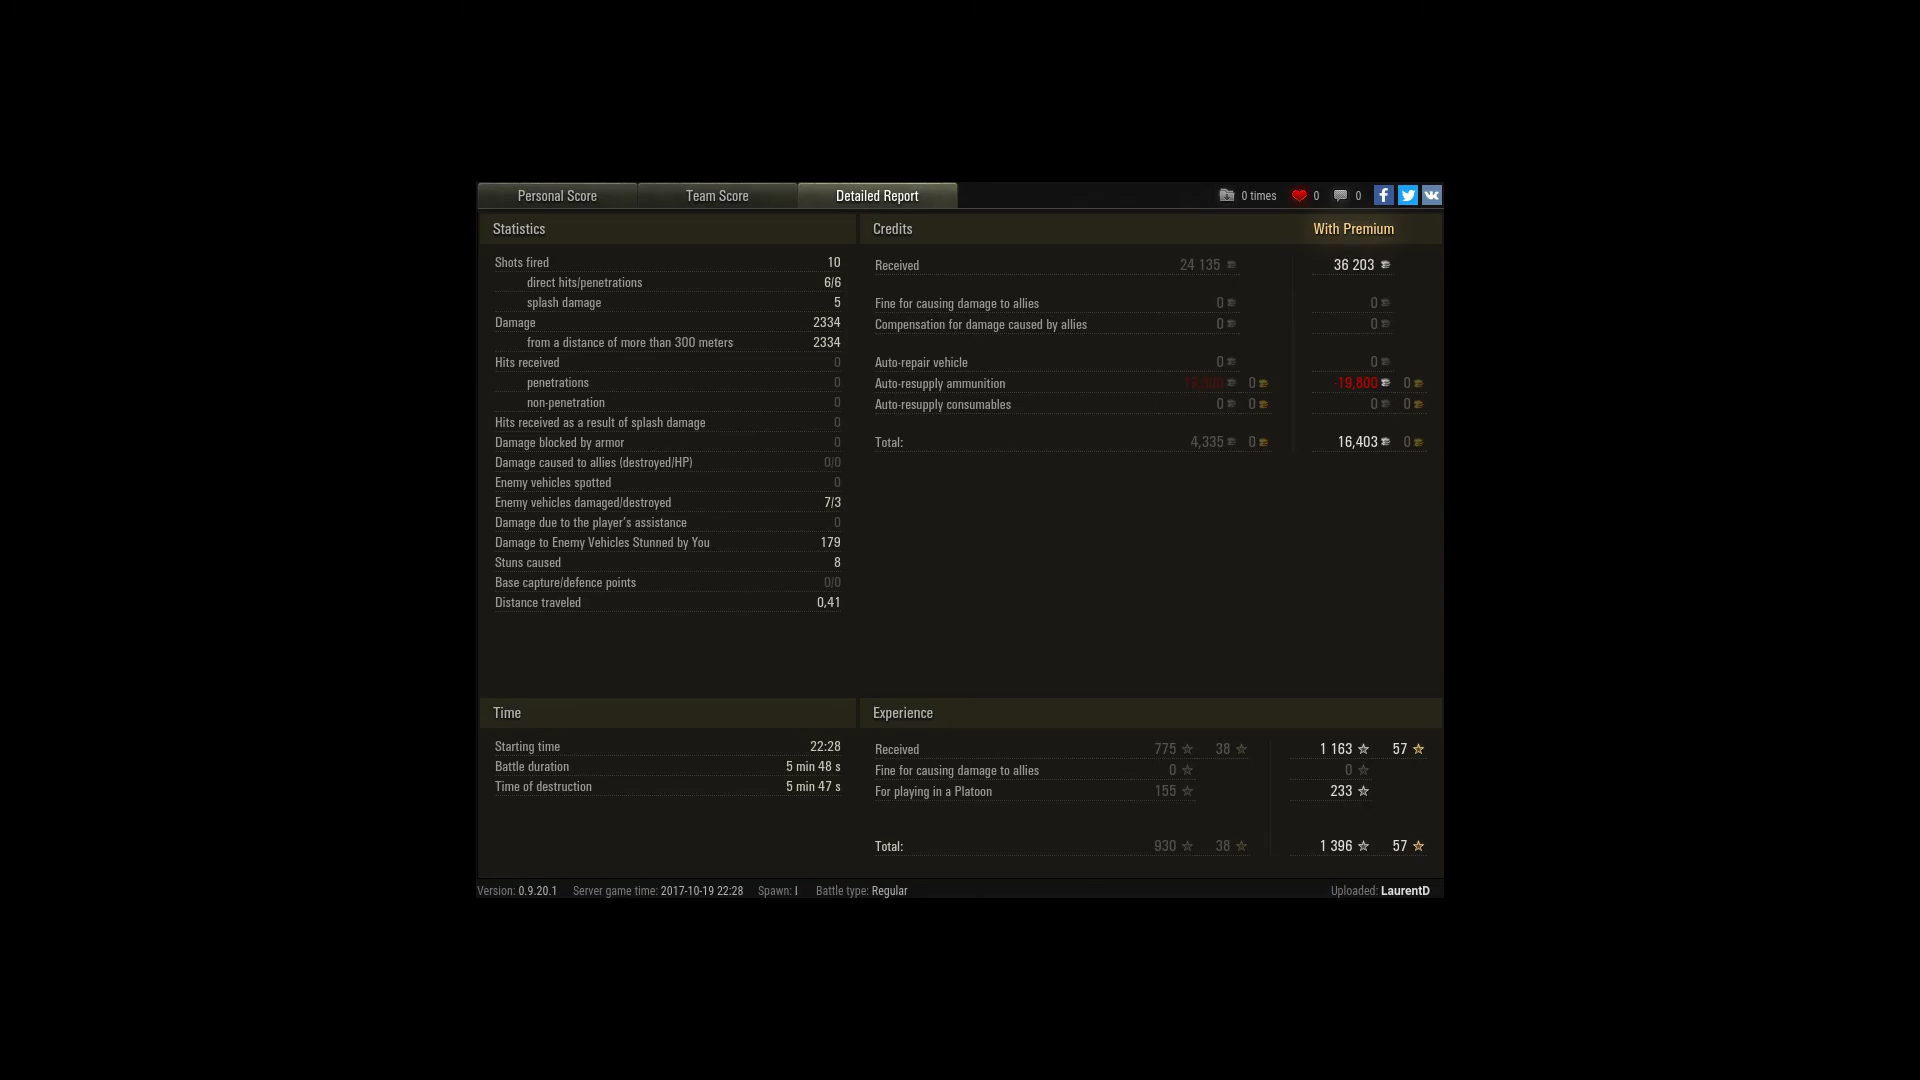 Personal Score Team Score Detailed Report 0 times 0 0
Statistics
Shots fired 10
direct hits/penetrations 6/6
splash damage 5
Damage 2334
from a distance of more than 300 meters 2334
Hits received 0
penetrations 0
non-penetration 0
Hits received as a result of splash damage 0
Damage blocked by armor 0
Damage caused to allies (destroyed/HP) 0/0
Enemy vehicles spotted 0
Enemy vehicles damaged/destroyed 7/3
Damage due to the player's assistance 0
Damage to Enemy Vehicles Stunned by You 179
Stuns caused 8
Base capture/defence points 0/0
Distance traveled 0,41
Credits With Premium
Received 24 135 36 203
Fine for causing damage to allies 0 0
Compensation for damage caused by allies 0 0
Auto-repair vehicle 0 0
Auto-resupply ammunition 0 -19,800 0
Auto-resupply consumables 0 0 0 0
Total: 4,335 0 16,403 0
Time
Starting time 22:28
Battle duration 5 min 48 s
Time of destruction 5 min 47 s
Experience
Received 775 38 1 163 57
Fine for causing damage to allies 0 0
For playing in a Platoon 155 233
Total: 930 38 1 396 57
Version: 0.9.20.1 Server game time: 2017-10-19 22:28 Spawn: I Battle type: Regular Uploaded: LaurentD